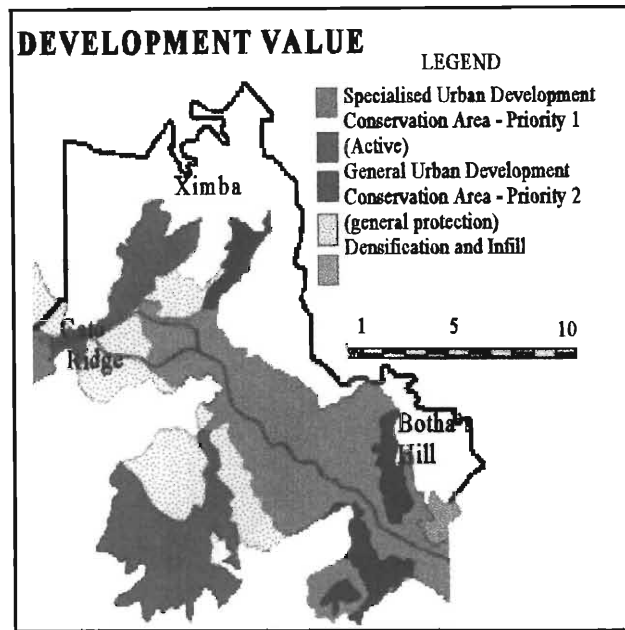 DEVELOPMENT VALUE
LEGEND
Specialised Urban Development
Conservation Area - Priority 1
(Active)
General Urban Development
Conservation Area - Priority 2
(general protection)
Densification and Infill
Ximba
1 5 10
Cato
Ridge
Botha's
Hill